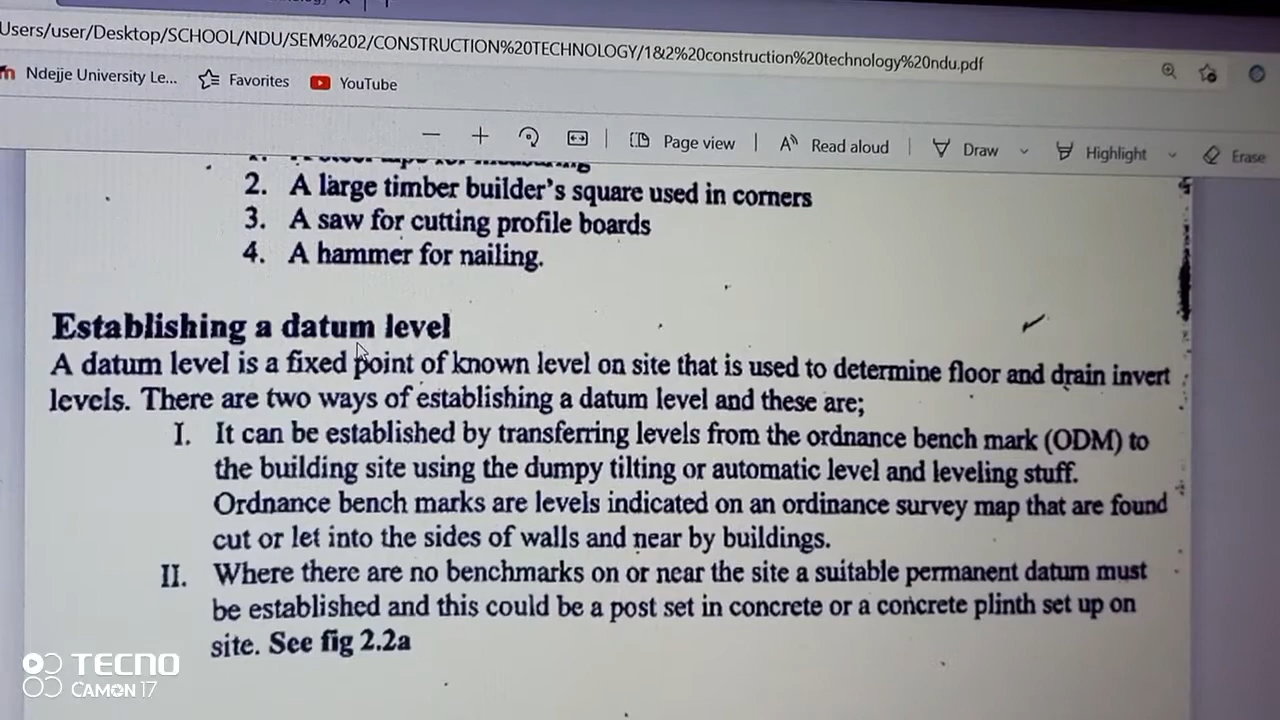 Users/user/Desktop/SCHOOL/NDU/SEM%202/CONSTRUCTION%20TECHNOLOGY/1&2%20construction%20technology%20ndu.pdf
Ndejje University Le... Favorites YouTube
Page view Read aloud Draw Highlight Erase
2. A large timber builder's square used in corners
3. A saw for cutting profile boards
4. A hammer for nailing.
Establishing a datum level
A datum level is a fixed point of known level on site that is used to determine floor and drain invert
levels. There are two ways of establishing a datum level and these are;
I. It can be established by transferring levels from the ordnance bench mark (ODM) to
the building site using the dumpy tilting or automatic level and leveling stuff.
Ordnance bench marks are levels indicated on an ordinance survey map that are found
cut or let into the sides of walls and near by buildings.
II. Where there are no benchmarks on or near the site a suitable permanent datum must
be established and this could be a post set in concrete or a concrete plinth set up on
site. See fig 2.2a
TECNO
CAMON 17